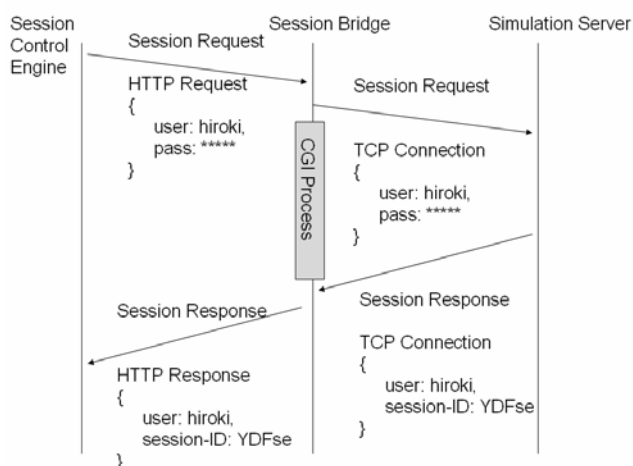 Session
Control
Engine
Session Bridge
Simulation Server
Session Request
HTTP Request
{
user: hiroki,
pass: *****
}
Session Request
CGI Process
TCP Connection
{
user: hiroki,
pass: *****
}
Session Response
Session Response
TCP Connection
{
user: hiroki,
session-ID: YDFse
}
HTTP Response
{
user: hiroki,
session-ID: YDFse
}